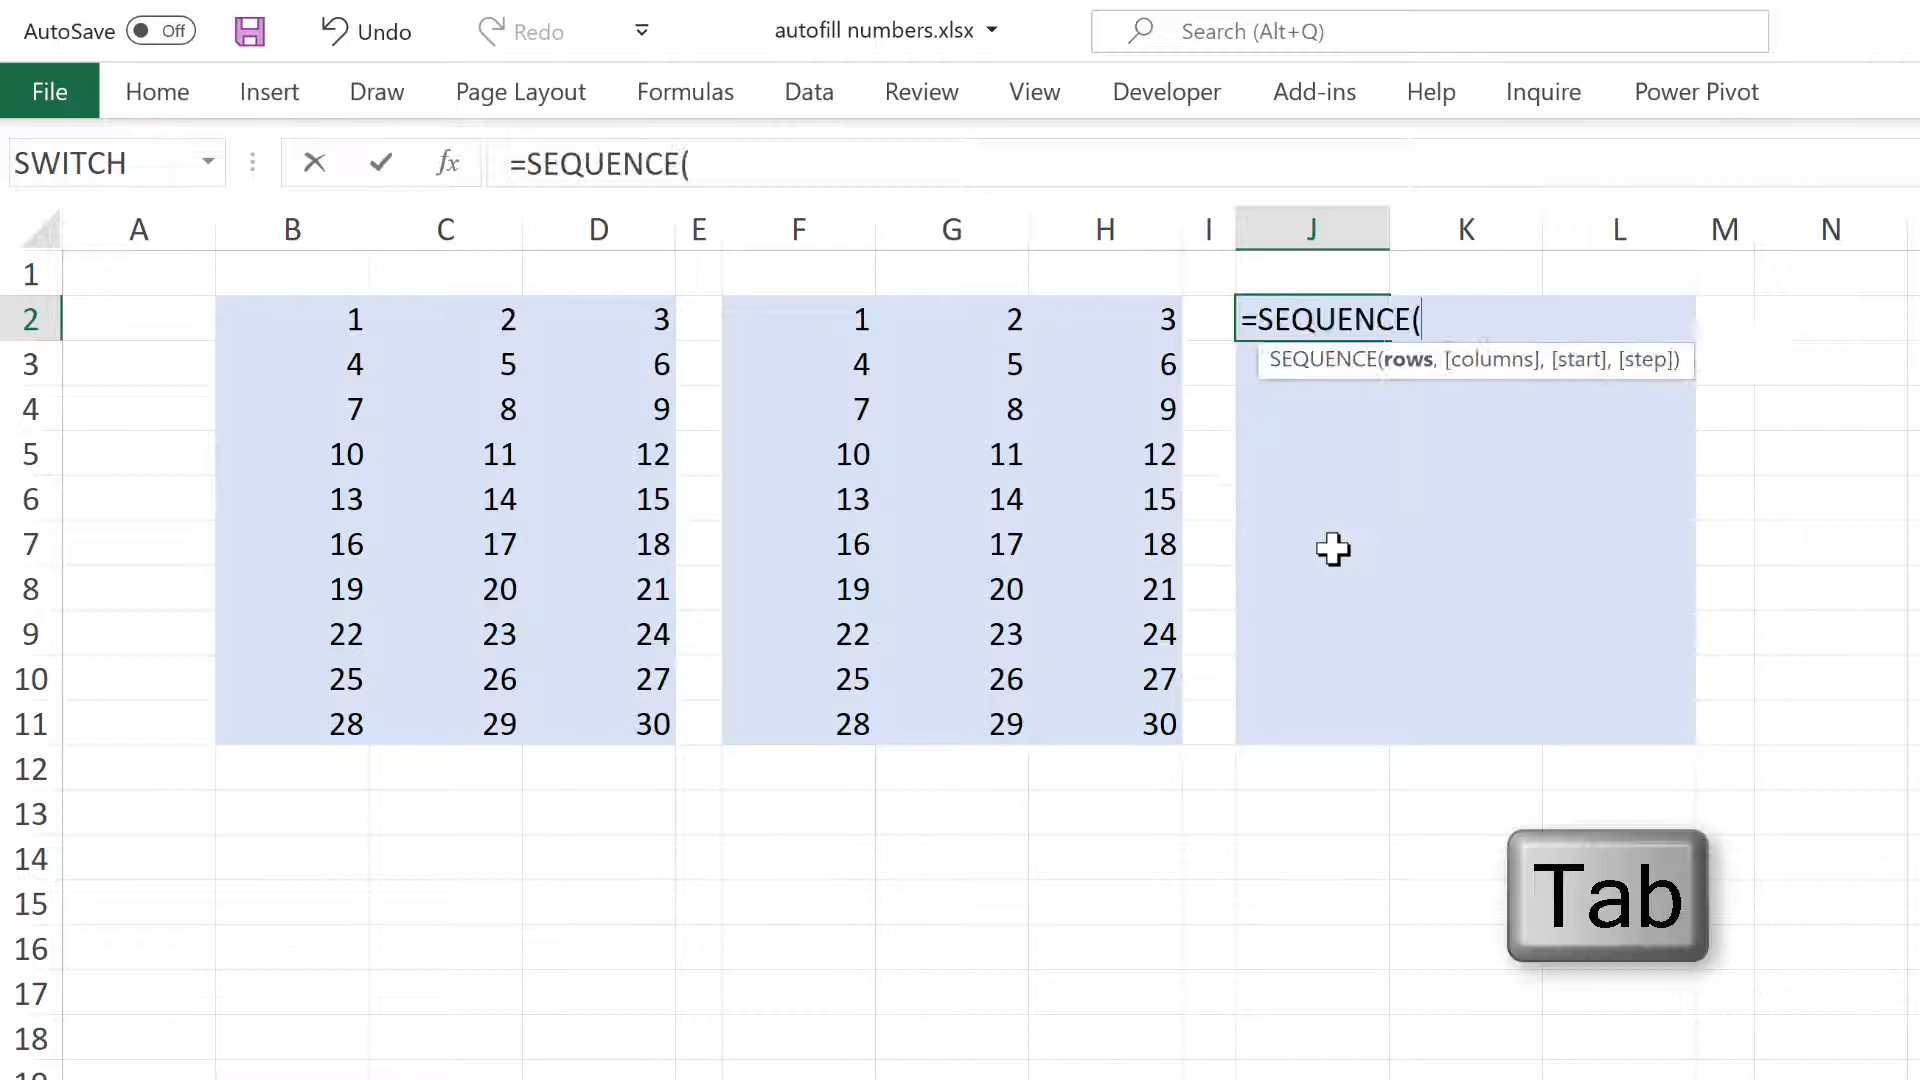 AutoSave Off Undo Redo autofill numbers.xlsx Search (Alt+Q)
File Home Insert Draw Page Layout Formulas Data Review View Developer Add-ins Help Inquire Power Pivot
SWITCH fx =SEQUENCE(
A B C D E F G H I J K L M N
1
2 1 2 3 1 2 3 =SEQUENCE(
SEQUENCE(rows, [columns], [start], [step])
3 4 5 6 4 5 6
4 7 8 9 7 8 9
5 10 11 12 10 11 12
6 13 14 15 13 14 15
7 16 17 18 16 17 18
8 19 20 21 19 20 21
9 22 23 24 22 23 24
10 25 26 27 25 26 27
11 28 29 30 28 29 30
12
13
14
15
16
17
18
Tab